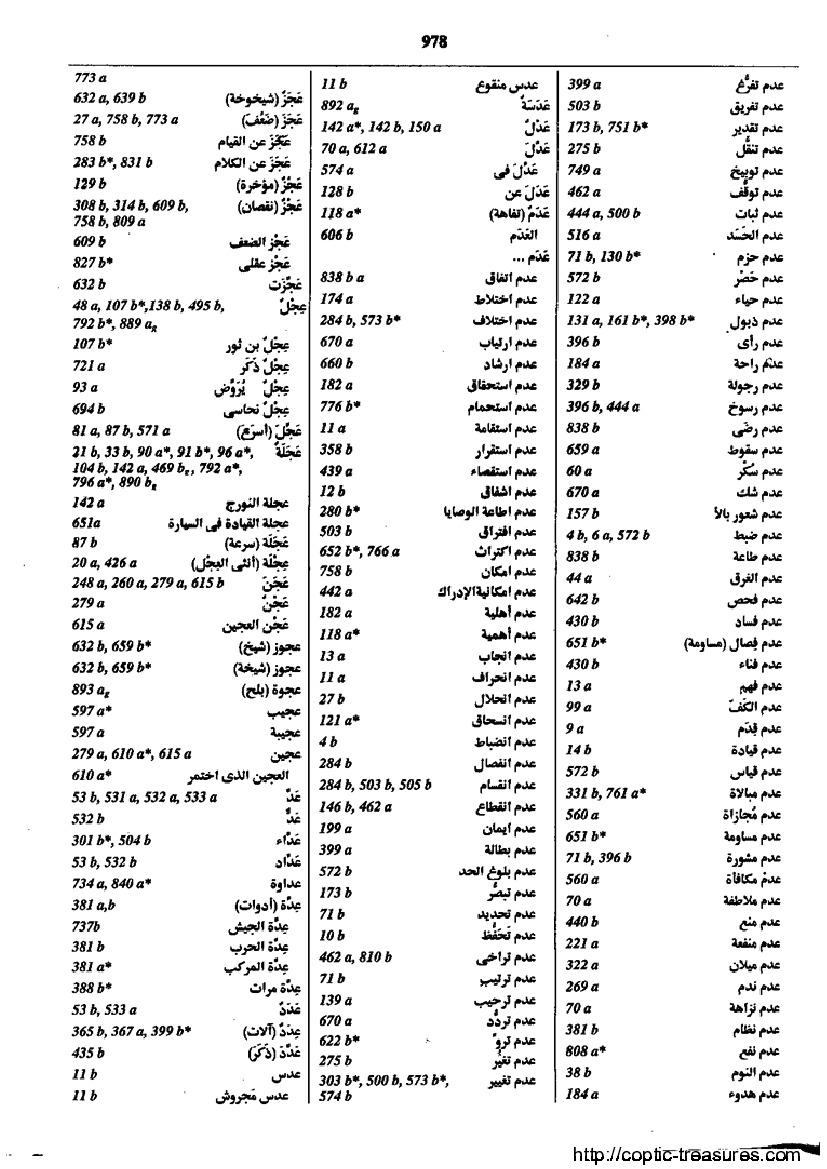 978
773 a
632 a, 639 b عَجَزَ (شيخوخة)
27 a, 758 b, 773 a عَجَزَ (ضَعُفَ)
758 b عَجَزَ عن القيام
283 b*, 831 b عَجَزَ عن الكلام
129 b عَجُزٌ (مؤخرة)
308 b, 314 b, 609 b, عَجْزٌ (نقصان)
758 b, 809 a
609 b عَجْز الضعف
827 b* عَجْز عقلى
632 b عَجَّزَت
48 a, 107 b*,138 b, 495 b, عِجْلٌ
792 b*, 889 aR
107 b* عِجْلٌ بن ثور
721 a عِجْلٌ ذَكَر
93 a عِجْلٌ يُرَوَّض
694 b عِجْلٌ نحاسى
81 a, 87 b, 571 a عَجَّلَ (أسرَع)
21 b, 33 b, 90 a*, 91 b*, 96 a*, عَجَلَةٌ
104 b, 142 a, 469 bR, 792 a*,
796 a*, 890 bR
142 a عجلة النورج
651a عجلة القيادة فى السيارة
87 b عَجَلَة (سرعة)
20 a, 426 a عِجْلَة (أنثى العِجْل)
248 a, 260 a, 279 a, 615 b عَجَنَ
279 a عَجْنٌ
615 a عَجْن العجين
632 b, 659 b* عجوز (شيخ)
632 b, 659 b* عجوز (شيخة)
893 aR عجوة (بلح)
597 a* عجيب
597 a عجيبة
279 a, 610 a*, 615 a عجين
610 a* العجين الذى اختمر
53 b, 531 a, 532 a, 533 a عَدَّ
532 b عَدٌّ
301 b*, 504 b عَدَّاء
53 b, 532 b عَدَّاد
734 a, 840 a* عداوة
381 a,b عِدَّة (أدوات)
737b عِدَّة الجيش
381 b عِدَّة الحرب
381 a* عِدَّة المركب
388 b* عِدَّة مرات
53 b, 533 a عَدَدٌ
365 b, 367 a, 399 b* عِدَدٌ (آلات)
435 b عَدَّدَ (ذَكَرَ)
11 b عدس
11 b عدس مَجروش
11 b عدس منقوع
892 aR عَدَسَةٌ
142 a*, 142 b, 150 a عَدْلٌ
70 a, 612 a عَدَلَ
574 a عَدْلَ فى
128 b عَدَلَ عن
118 a* عَدَمٌ (تفاهة)
606 b العَدَم
عَدَم ...
838 b a عدم اتفاق
174 a عدم اختلاط
284 b, 573 b* عدم اختلاف
670 a عدم ارتياب
660 b عدم ارشاد
182 a عدم استحقاق
776 b* عدم استحمام
11 a عدم استقامة
358 b عدم استقرار
439 a عدم استقصاء
12 b عدم اشفاق
280 b* عدم اطاعة الوصايا
503 b عدم افتراق
652 b*, 766 a عدم اكتراث
758 b عدم امكان
442 a عدم امكانية الإدراك
182 a عدم أهلية
118 a* عدم أهمية
13 a عدم انجاب
11 a عدم انحراف
27 b عدم انحلال
121 a* عدم انسحاق
4 b عدم انضباط
284 b عدم انفصال
284 b, 503 b, 505 b عدم انقسام
146 b, 462 a عدم انقطاع
199 a عدم ايمان
399 a عدم بطالة
572 b عدم بلوغ الحد
173 b عدم تبصُّر
71 b عدم تحديد
10 b عدم تَحَفُّظ
462 a, 810 b عدم تراخى
71 b عدم ترتيب
139 a عدم ترحيب
670 a عدم تردُّد
622 b* عدم تروٍّ
275 b عدم تغيُّر
303 b*, 500 b, 573 b*, عدم تغيير
574 b
399 a عدم تفرُّغ
503 b عدم تفريق
173 b, 751 b* عدم تقدير
275 b عدم تنقُّل
749 a عدم توبيخ
462 a عدم توقُّف
444 a, 500 b عدم ثبات
516 a عدم الحَسَد
71 b, 130 b* عدم حزم
572 b عدم حَصْر
122 a عدم حياء
131 a, 161 b*, 398 b* عدم ذبول
396 b عدم رأى
184 a عدم راحة
329 b عدم رجولة
396 b, 444 a عدم رسوخ
838 b عدم رضًى
659 a عدم سقوط
60 a عدم سُكْر
670 a عدم شك
157 b عدم شعور بالأ
4 b, 6 a, 572 b عدم ضبط
838 b عدم طاعة
44 a عدم الغرق
642 b عدم فحص
430 b عدم فساد
651 b* عدم فِصال (مساومة)
430 b عدم فناء
13 a عدم فهم
99 a عدم الكَفّ
9 a عدم قِدَم
14 b عدم قيادة
572 b عدم قياس
331 b, 761 a* عدم مبالاة
560 a عدم مُجازاة
651 b* عدم مساومة
71 b, 396 b عدم مشورة
560 a عدم مكافأة
70 a عدم ملاطفة
440 b عدم منع
221 a عدم منفعة
322 a عدم ميلان
269 a عدم ندم
70 a عدم نزاهة
381 b عدم نظام
808 a* عدم نفع
38 b عدم النوم
184 a عدم هدوء
http://coptic-treasures.com